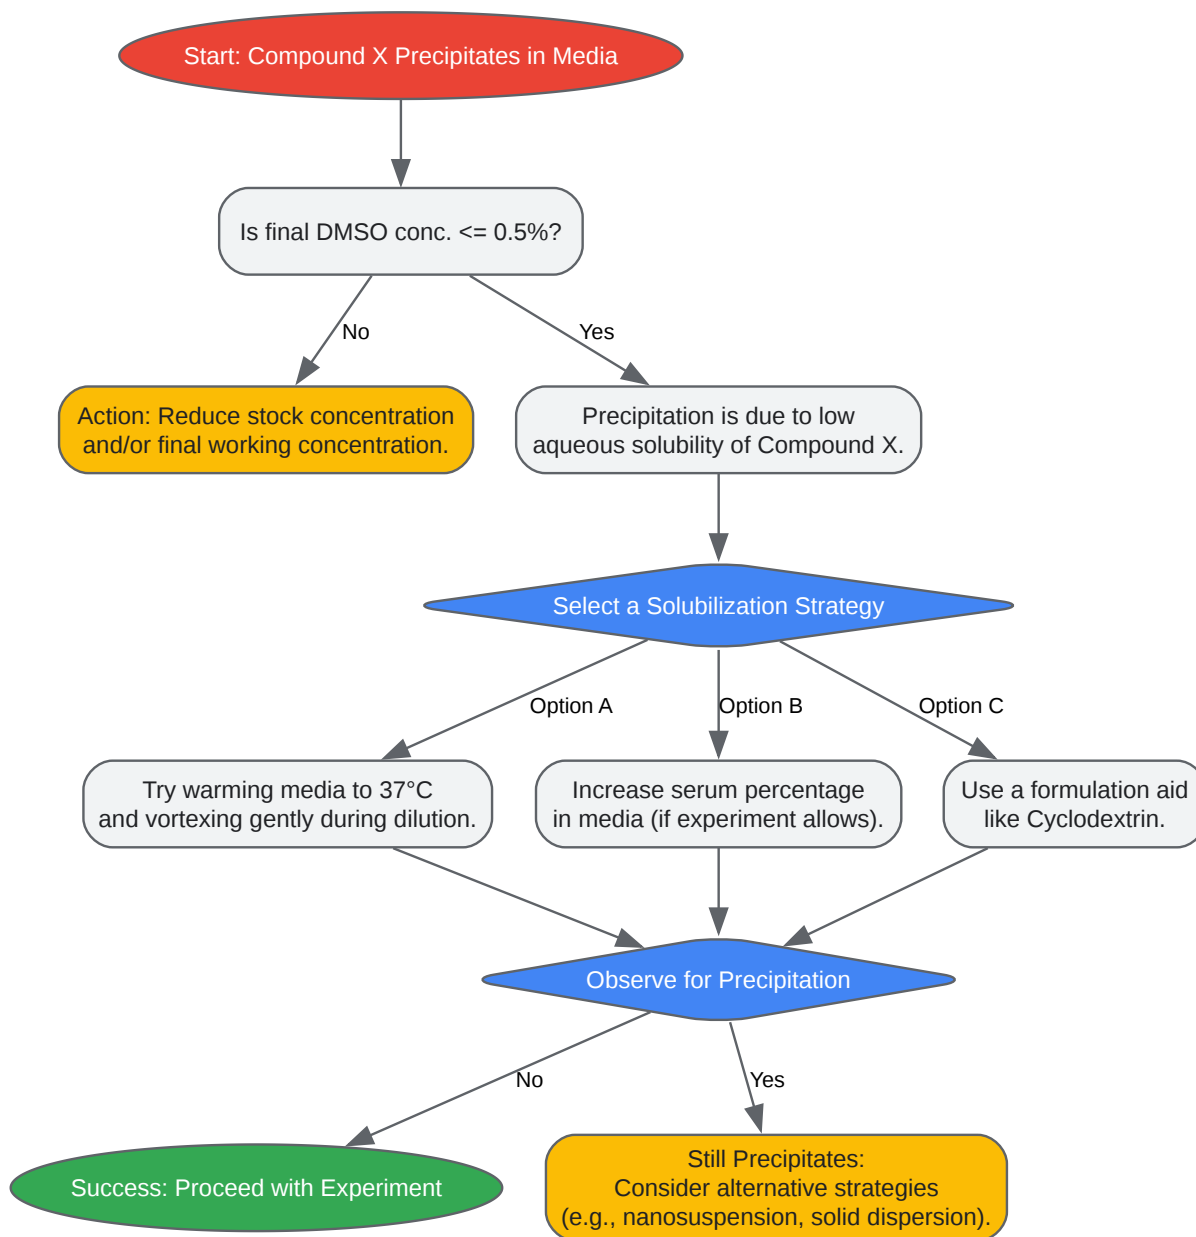 Start: Compound X Precipitates in Media
Is final DMSO conc. <= 0.5%?
No
Yes
Action: Reduce stock concentration
and/or final working concentration.
Precipitation is due to low
aqueous solubility of Compound X.
Select a Solubilization Strategy
Option A
Option B
Option C
Try warming media to 37°C
and vortexing gently during dilution.
Increase serum percentage
in media (if experiment allows).
Use a formulation aid
like Cyclodextrin.
Observe for Precipitation
No
Yes
Success: Proceed with Experiment
Still Precipitates:
Consider alternative strategies
(e.g., nanosuspension, solid dispersion).